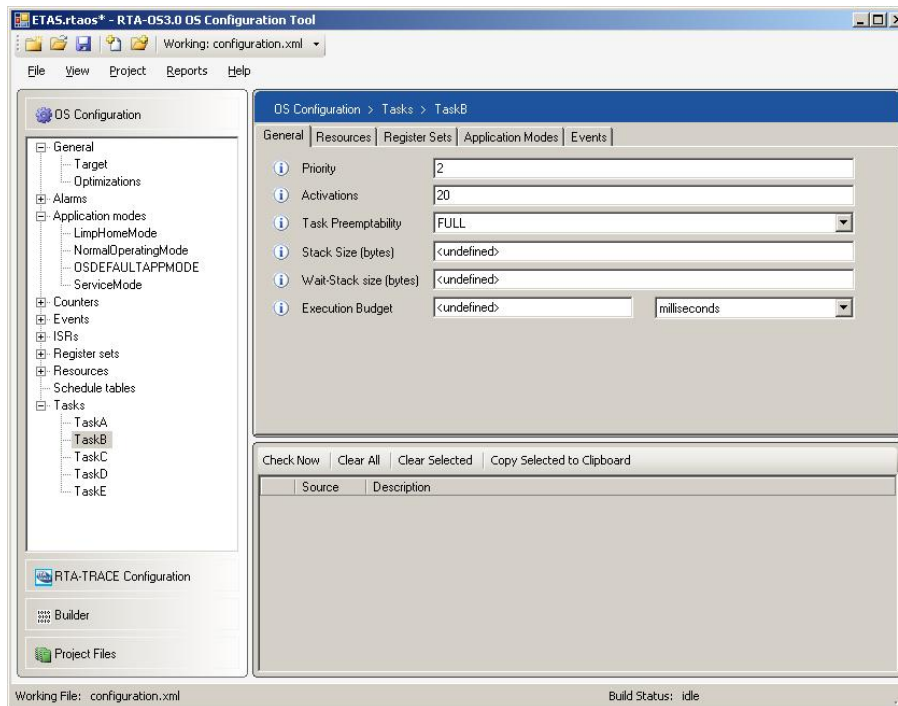 ETAS.rtaos* - RTA-OS3.0 OS Configuration Tool
Working: configuration.xml
File View Project Reports Help
OS Configuration
General
Target
Optimizations
Alarms
Application modes
LimpHomeMode
NormalOperatingMode
OSDEFAULTAPPMODE
ServiceMode
Counters
Events
ISRs
Register sets
Resources
Schedule tables
Tasks
TaskA
TaskB
TaskC
TaskD
TaskE
RTA-TRACE Configuration
Builder
Project Files
OS Configuration > Tasks > TaskB
General Resources Register Sets Application Modes Events
Priority 2
Activations 20
Task Preemptability FULL
Stack Size (bytes) <undefined>
Wait-Stack size (bytes) <undefined>
Execution Budget <undefined> milliseconds
Check Now Clear All Clear Selected Copy Selected to Clipboard
Source Description
Working File: configuration.xml Build Status: idle